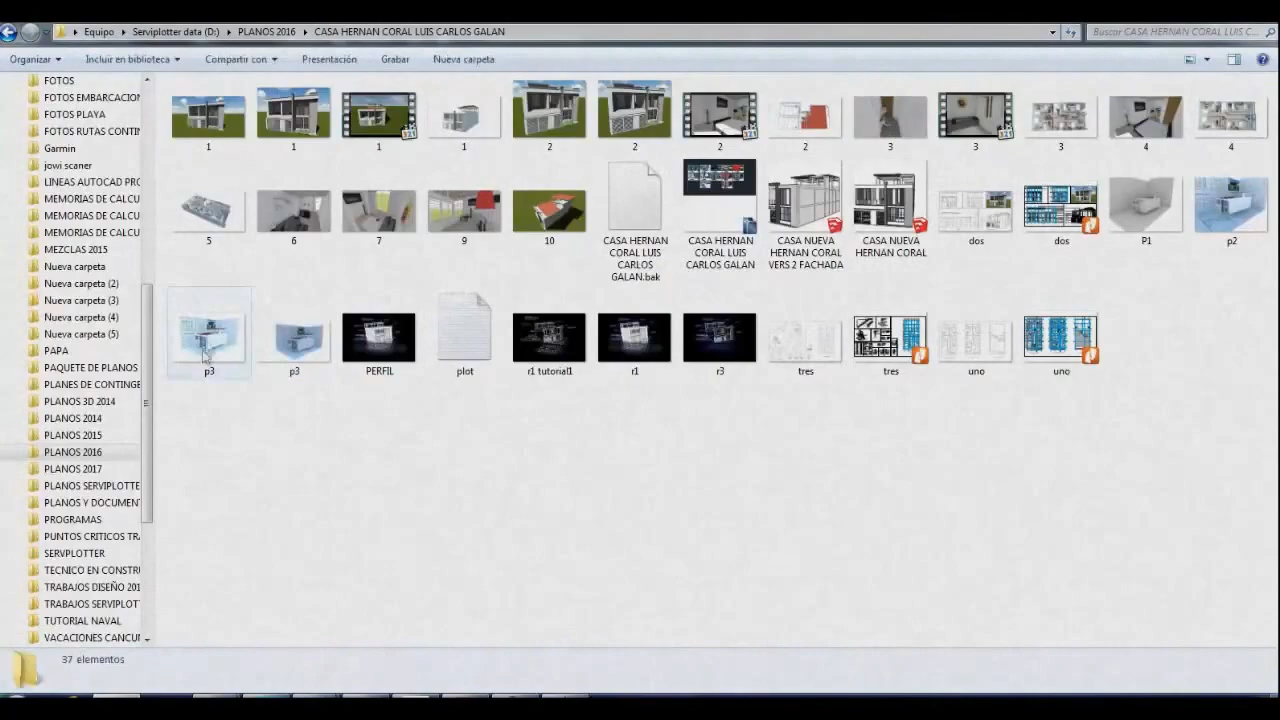 Equipo Serviplotter data (D:) PLANOS 2016 CASA HERNAN CORAL LUIS CARLOS GALAN
Buscar CASA HERNAN CORAL LUIS C...
Organizar Incluir en biblioteca Compartir con Presentación Grabar Nueva carpeta
FOTOS
FOTOS EMBARCACION
FOTOS PLAYA
FOTOS RUTAS CONTIN
Garmin
jowi scaner
LINEAS AUTOCAD PRO
MEMORIAS DE CALCU
MEMORIAS DE CALCU
MEMORIAS DE CALCU
MEZCLAS 2015
Nueva carpeta
Nueva carpeta (2)
Nueva carpeta (3)
Nueva carpeta (4)
Nueva carpeta (5)
PAPA
PAQUETE DE PLANOS
PLANES DE CONTINGE
PLANOS 3D 2014
PLANOS 2014
PLANOS 2015
PLANOS 2016
PLANOS 2017
PLANOS SERVIPLOTTE
PLANOS Y DOCUMENT
PROGRAMAS
PUNTOS CRITICOS TRA
SERVPLOTTER
TECNICO EN CONSTRU
TRABAJOS DISEÑO 201
TRABAJOS SERVIPLOT
TUTORIAL NAVAL
VACACIONES CANCUN
1 1 1 1 2 2 2 2 3 3 3 4 4
5 6 7 9 10
CASA HERNAN
CORAL LUIS
CARLOS
GALAN.bak
CASA HERNAN
CORAL LUIS
CARLOS GALAN
CASA NUEVA
HERNAN CORAL
VERS 2 FACHADA
CASA NUEVA
HERNAN CORAL
dos dos P1 p2
p3 p3 PERFIL plot r1 tutorial1 r1 r3 tres tres uno uno
37 elementos